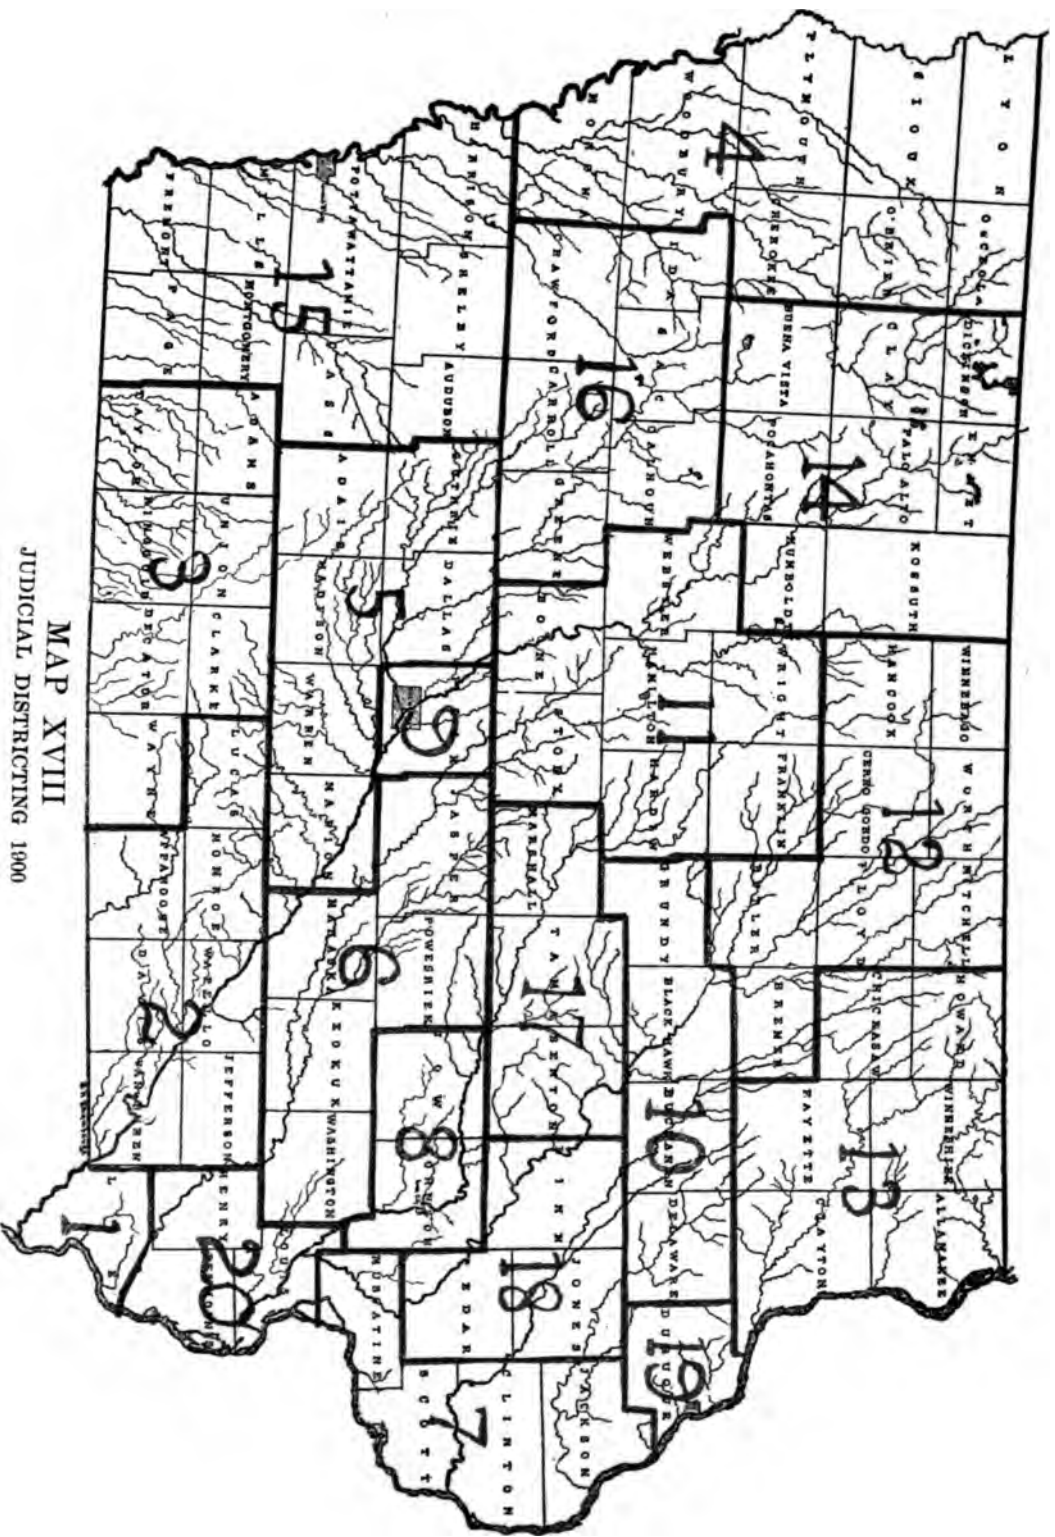 LYON
OSCEOLA
DICKINSON
EMMET
WINNEBAGO
WORTH
MITCHELL
HOWARD
WINNESHIEK
ALLAMAKEE
SIOUX
O'BRIEN
CLAY
PALO ALTO
KOSSUTH
HANCOCK
CERRO GORDO
FLOYD
CHICKASAW
12
13
PLYMOUTH
CHEROKEE
BUENA VISTA
POCAHONTAS
HUMBOLDT
WRIGHT
FRANKLIN
BUTLER
BREMER
FAYETTE
CLAYTON
4
14
WOODBURY
IDA
SAC
CALHOUN
WEBSTER
HAMILTON
HARDIN
GRUNDY
BLACK HAWK
BUCHANAN
DELAWARE
DUBUQUE
11
10
19
MONONA
CRAWFORD
CARROLL
GREENE
BOONE
STORY
MARSHALL
TAMA
BENTON
LINN
JONES
JACKSON
16
17
18
HARRISON
SHELBY
AUDUBON
GUTHRIE
DALLAS
JASPER
POWESHIEK
CEDAR
CLINTON
9
8
7
SCOTT
POTTAWATTAMIE
CASS
ADAIR
MADISON
WARREN
MARION
MAHASKA
KEOKUK
WASHINGTON
MUSCATINE
15
5
6
MILLS
MONTGOMERY
ADAMS
UNION
CLARKE
LUCAS
MONROE
WAPELLO
JEFFERSON
HENRY
FREMONT
PAGE
TAYLOR
RINGGOLD
DECATUR
WAYNE
DAVIS
VAN BUREN
LEE
3
2
20
1
MAP XVIII
JUDICIAL DISTRICTING 1900